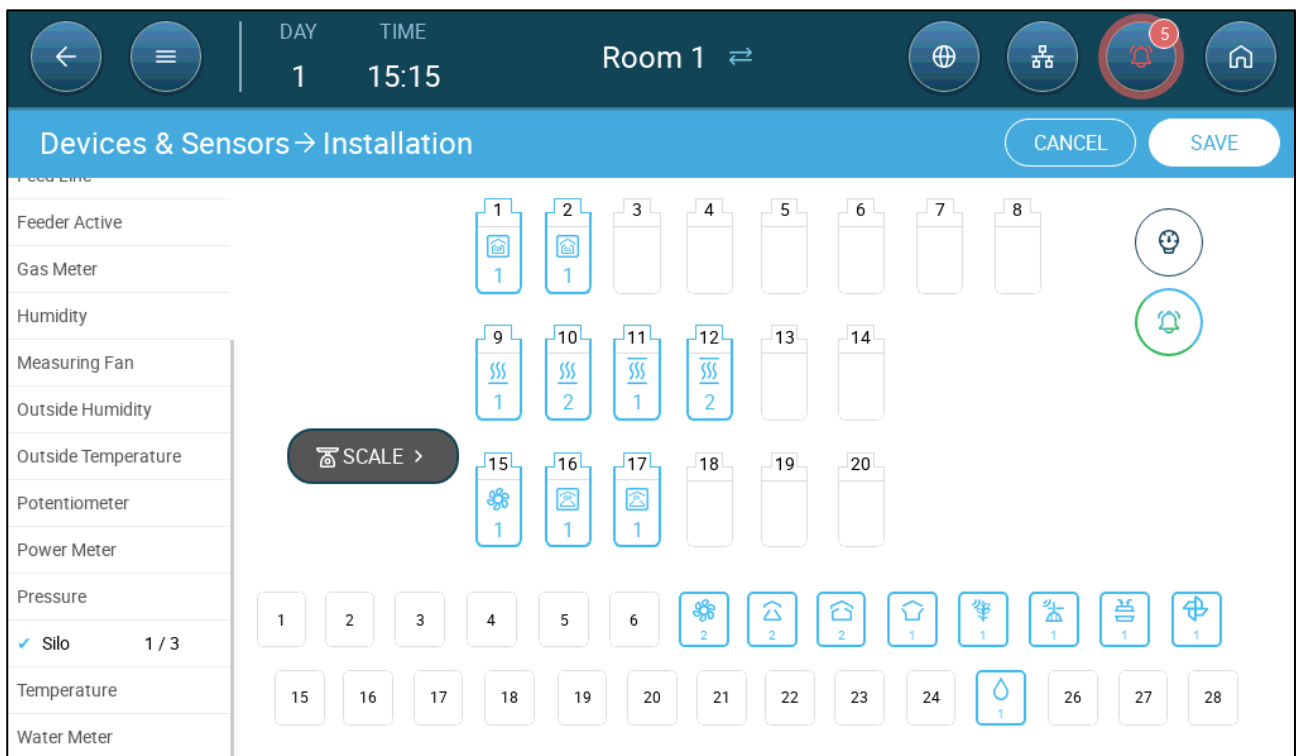 DAY TIME
1 15:15
Room 1
5
Devices & Sensors → Installation
CANCEL
SAVE
Feed Line
Feeder Active
Gas Meter
Humidity
Measuring Fan
Outside Humidity
Outside Temperature
Potentiometer
Power Meter
Pressure
✓ Silo 1 / 3
Temperature
Water Meter
SCALE >
1 2 3 4 5 6 7 8
1 1
9 10 11 12 13 14
1 2 1 2
15 16 17 18 19 20
1 1 1
1 2 3 4 5 6
2 2 2 1 1 1 1 1
15 16 17 18 19 20 21 22 23 24 26 27 28
1